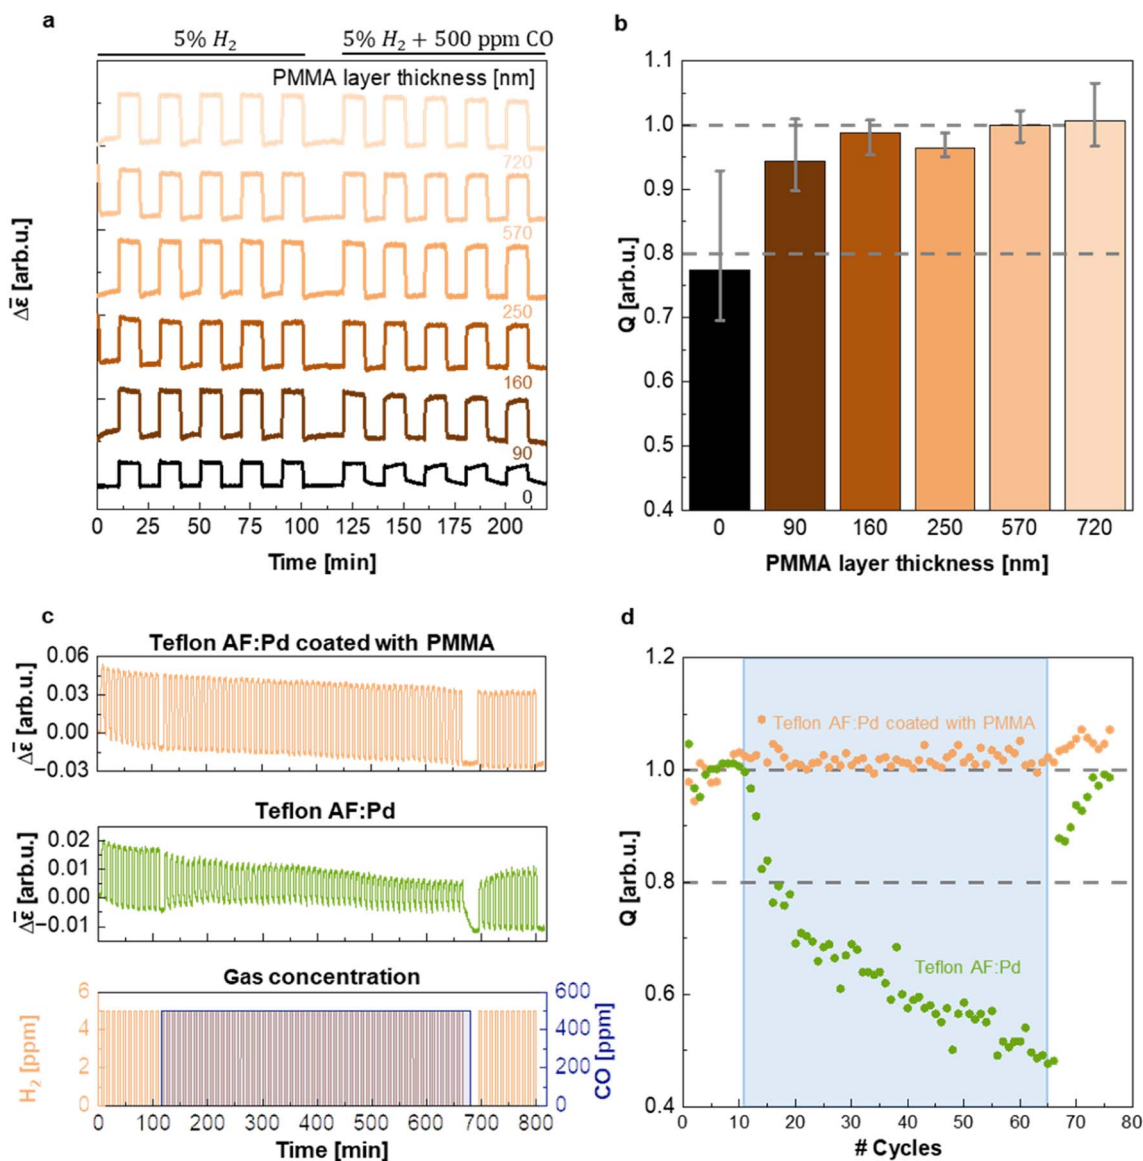 a
5% H₂
5% H₂ + 500 ppm CO
PMMA layer thickness [nm]
720
570
250
160
90
0
Δε̄ [arb.u.]
0 25 50 75 100 125 150 175 200
Time [min]
b
1.1
1.0
0.9
0.8
0.7
0.6
0.5
0.4
Q [arb.u.]
0 90 160 250 570 720
PMMA layer thickness [nm]
c
Teflon AF:Pd coated with PMMA
0.06
0.03
0.00
−0.03
Δε̄ [arb.u.]
Teflon AF:Pd
0.02
0.01
0.00
−0.01
Δε̄ [arb.u.]
Gas concentration
6
4
2
0
H₂ [ppm]
600
400
200
0
CO [ppm]
0 100 200 300 400 500 600 700 800
Time [min]
d
1.2
1.0
0.8
0.6
0.4
Q [arb.u.]
Teflon AF:Pd coated with PMMA
Teflon AF:Pd
0 10 20 30 40 50 60 70 80
# Cycles